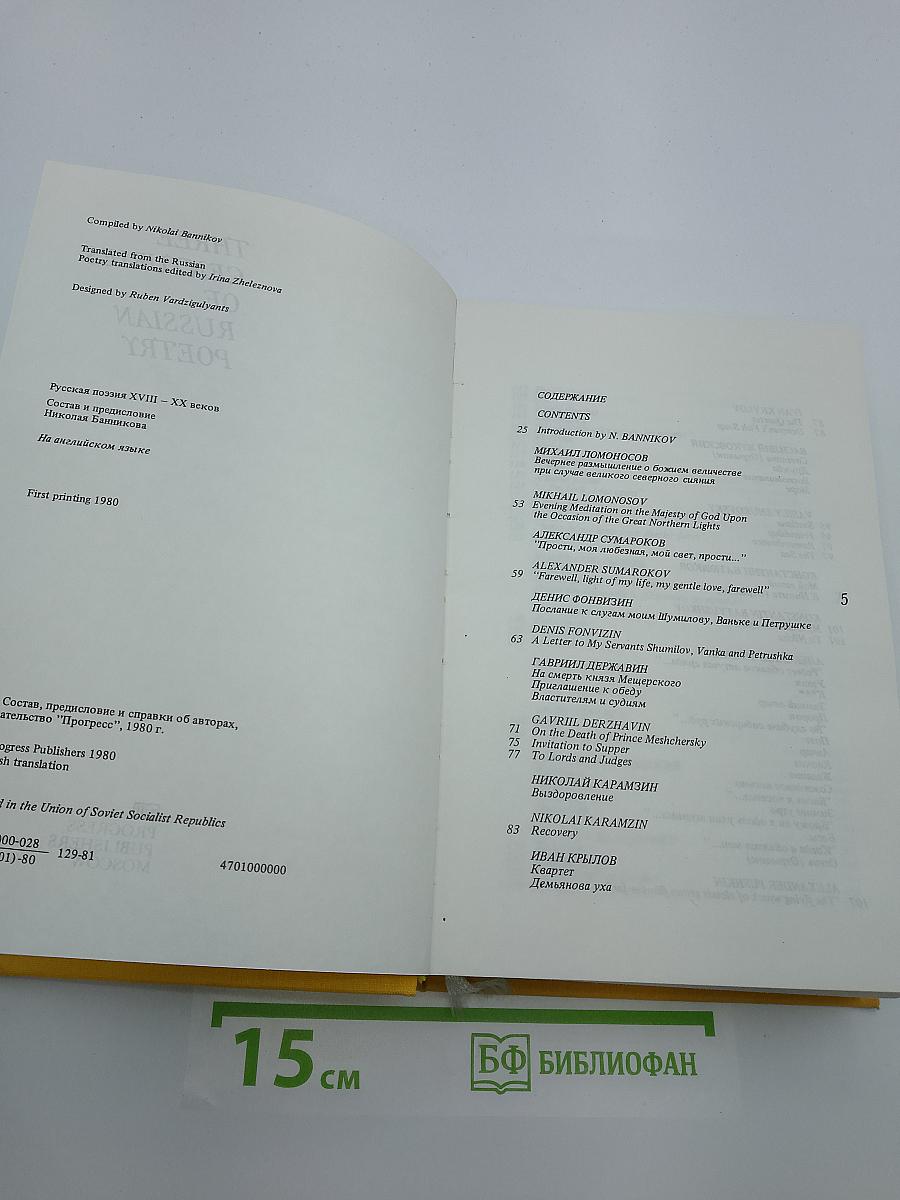 Compiled by Nikolai Bannikov
Translated from the Russian
Poetry translations edited by Irina Zheleznova
Designed by Ruben Vardzigulyants
Русская поэзия XVIII — XX веков
Состав и предисловие
Николая Банникова
На английском языке
First printing 1980
Состав, предисловие и справки об авторах,
ательство "Прогресс", 1980 г.
ogress Publishers 1980
sh translation
d in the Union of Soviet Socialist Republics
000-028
01)-80
129-81
4701000000
СОДЕРЖАНИЕ
CONTENTS
25 Introduction by N. BANNIKOV
МИХАИЛ ЛОМОНОСОВ
Вечернее размышление о божием величестве
при случае великого северного сияния
MIKHAIL LOMONOSOV
53 Evening Meditation on the Majesty of God Upon
the Occasion of the Great Northern Lights
АЛЕКСАНДР СУМАРОКОВ
"Прости, моя любезная, мой свет, прости..."
ALEXANDER SUMAROKOV
59 "Farewell, light of my life, my gentle love, farewell"
ДЕНИС ФОНВИЗИН
Послание к слугам моим Шумилову, Ваньке и Петрушке
DENIS FONVIZIN
63 A Letter to My Servants Shumilov, Vanka and Petrushka
ГАВРИИЛ ДЕРЖАВИН
На смерть князя Мещерского
Приглашение к обеду
Властителям и судиям
GAVRIIL DERZHAVIN
71 On the Death of Prince Meshchersky
75 Invitation to Supper
77 To Lords and Judges
НИКОЛАЙ КАРАМЗИН
Выздоровление
NIKOLAI KARAMZIN
83 Recovery
ИВАН КРЫЛОВ
Квартет
Демьянова уха
5
15 см
БФ БИБЛИОФАН